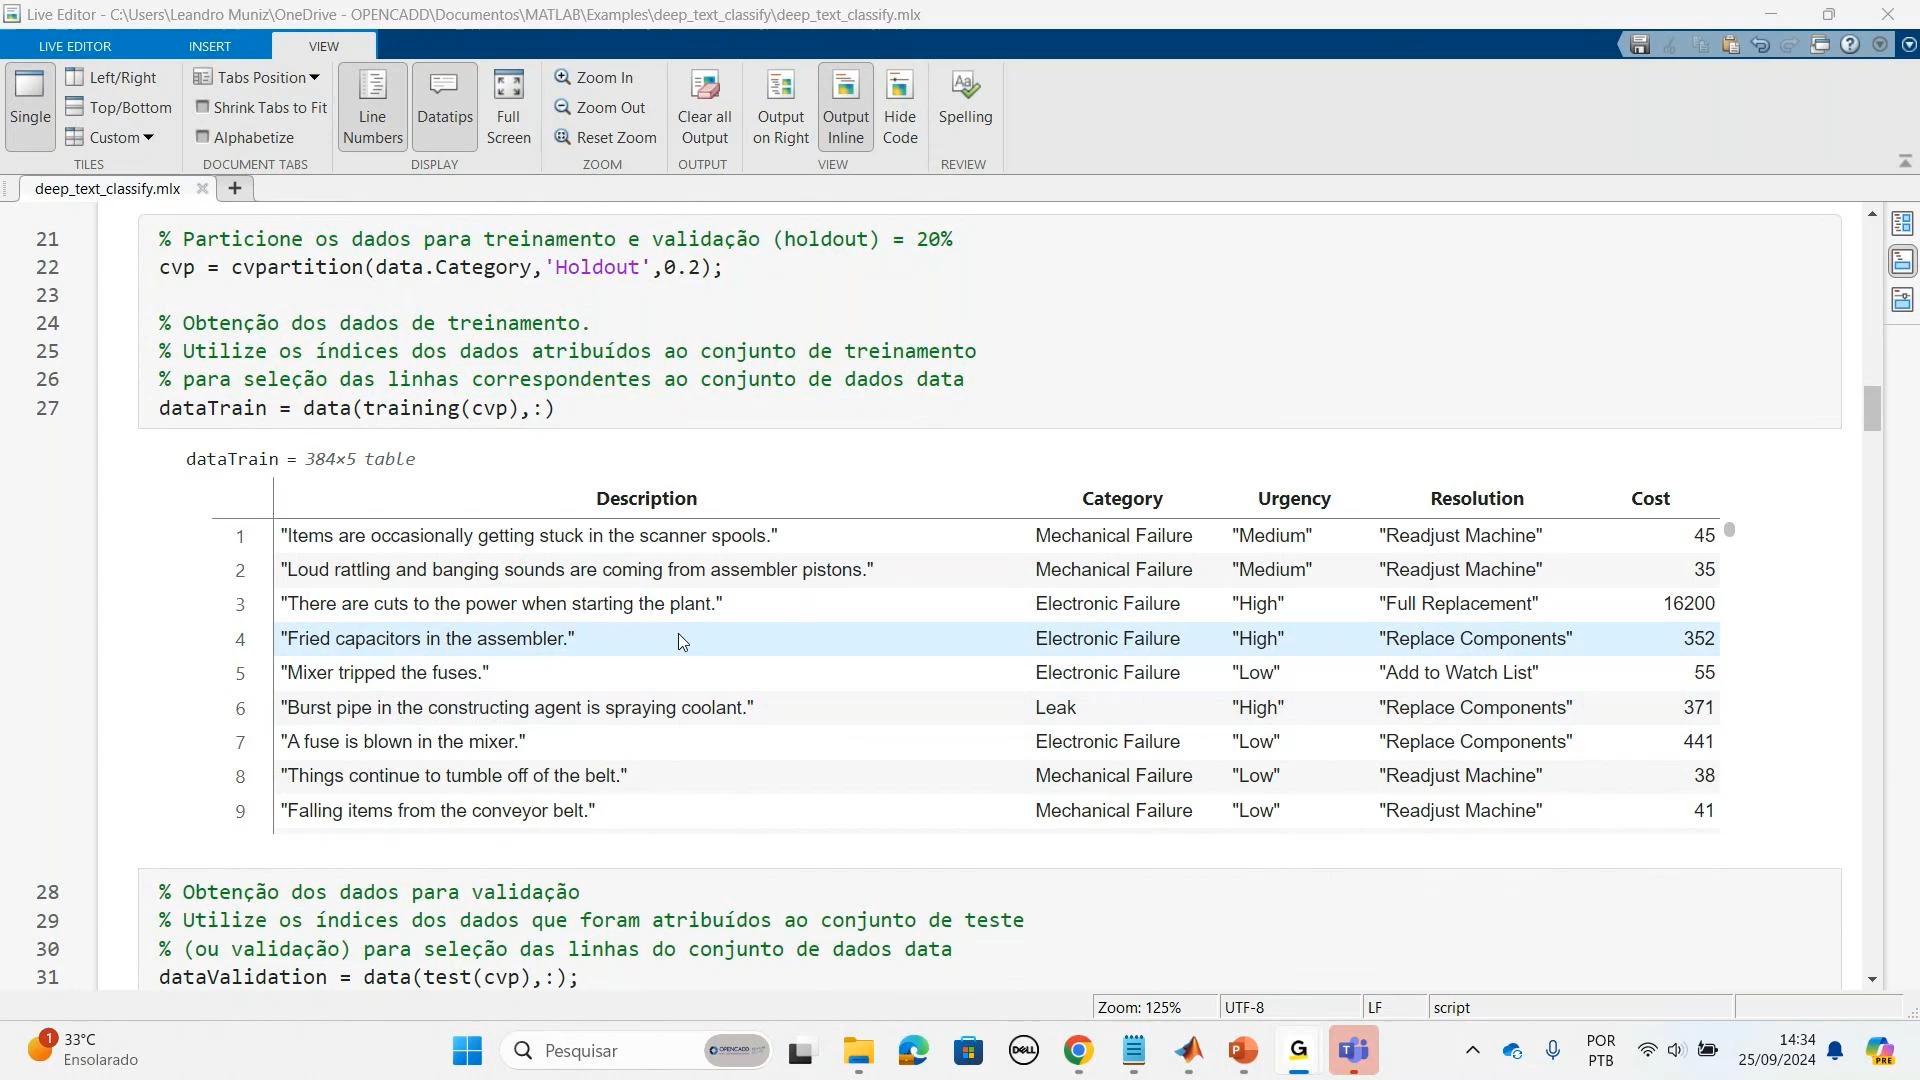 Live Editor - C:\Users\Leandro Muniz\OneDrive - OPENCADD\Documentos\MATLAB\Examples\deep_text_classify\deep_text_classify.mlx
LIVE EDITOR INSERT VIEW
Single
Left/Right
Top/Bottom
Custom
TILES
Tabs Position
Shrink Tabs to Fit
Alphabetize
DOCUMENT TABS
Line Numbers
Datatips
Full Screen
DISPLAY
Zoom In
Zoom Out
Reset Zoom
ZOOM
Clear all Output
OUTPUT
Output on Right
Output Inline
Hide Code
VIEW
Spelling
REVIEW
deep_text_classify.mlx
21 % Particione os dados para treinamento e validação (holdout) = 20%
22 cvp = cvpartition(data.Category,'Holdout',0.2);
23
24 % Obtenção dos dados de treinamento.
25 % Utilize os índices dos dados atribuídos ao conjunto de treinamento
26 % para seleção das linhas correspondentes ao conjunto de dados data
27 dataTrain = data(training(cvp),:)
dataTrain = 384×5 table
Description Category Urgency Resolution Cost
1 "Items are occasionally getting stuck in the scanner spools." Mechanical Failure "Medium" "Readjust Machine" 45
2 "Loud rattling and banging sounds are coming from assembler pistons." Mechanical Failure "Medium" "Readjust Machine" 35
3 "There are cuts to the power when starting the plant." Electronic Failure "High" "Full Replacement" 16200
4 "Fried capacitors in the assembler." Electronic Failure "High" "Replace Components" 352
5 "Mixer tripped the fuses." Electronic Failure "Low" "Add to Watch List" 55
6 "Burst pipe in the constructing agent is spraying coolant." Leak "High" "Replace Components" 371
7 "A fuse is blown in the mixer." Electronic Failure "Low" "Replace Components" 441
8 "Things continue to tumble off of the belt." Mechanical Failure "Low" "Readjust Machine" 38
9 "Falling items from the conveyor belt." Mechanical Failure "Low" "Readjust Machine" 41
28 % Obtenção dos dados para validação
29 % Utilize os índices dos dados que foram atribuídos ao conjunto de teste
30 % (ou validação) para seleção das linhas do conjunto de dados data
31 dataValidation = data(test(cvp),:);
Zoom: 125% UTF-8 LF script
1
33°C
Ensolarado
Pesquisar
OPENCADD
DELL
POR
PTB
14:34
25/09/2024
PRE